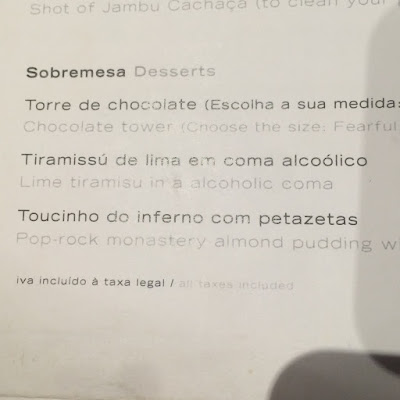 Shot of Jambu Cachaça (to clean your
Sobremesa Desserts
Torre de chocolate (Escolha a sua medida:
Chocolate tower (Choose the size: Fearful
Tiramissú de lima em coma alcoólico
Lime tiramisu in a alcoholic coma
Toucinho do inferno com petazetas
Pop-rock monastery almond pudding
iva incluído à taxa legal / all taxes included